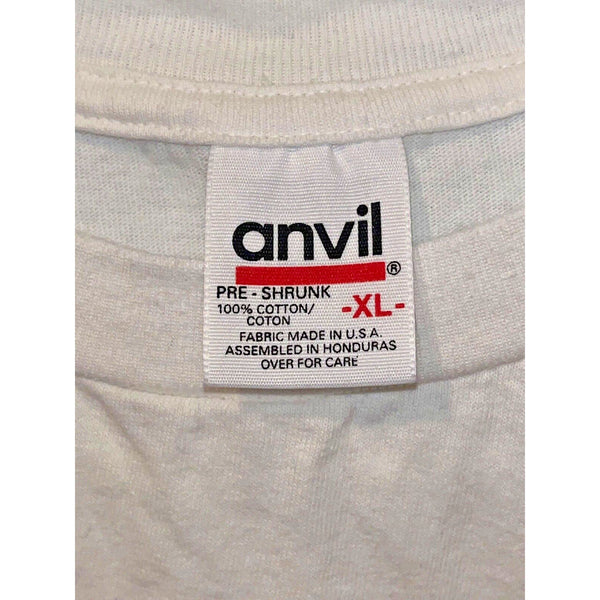 anvil®
PRE - SHRUNK
100% COTTON/
COTON
-XL-
FABRIC MADE IN U.S.A.
ASSEMBLED IN HONDURAS
OVER FOR CARE